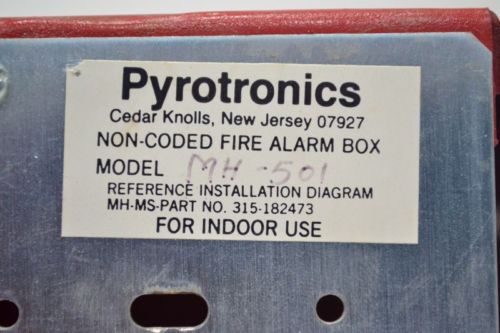 Pyrotronics
Cedar Knolls, New Jersey 07927
NON-CODED FIRE ALARM BOX
MODEL MH-501
REFERENCE INSTALLATION DIAGRAM
MH-MS-PART NO. 315-182473
FOR INDOOR USE